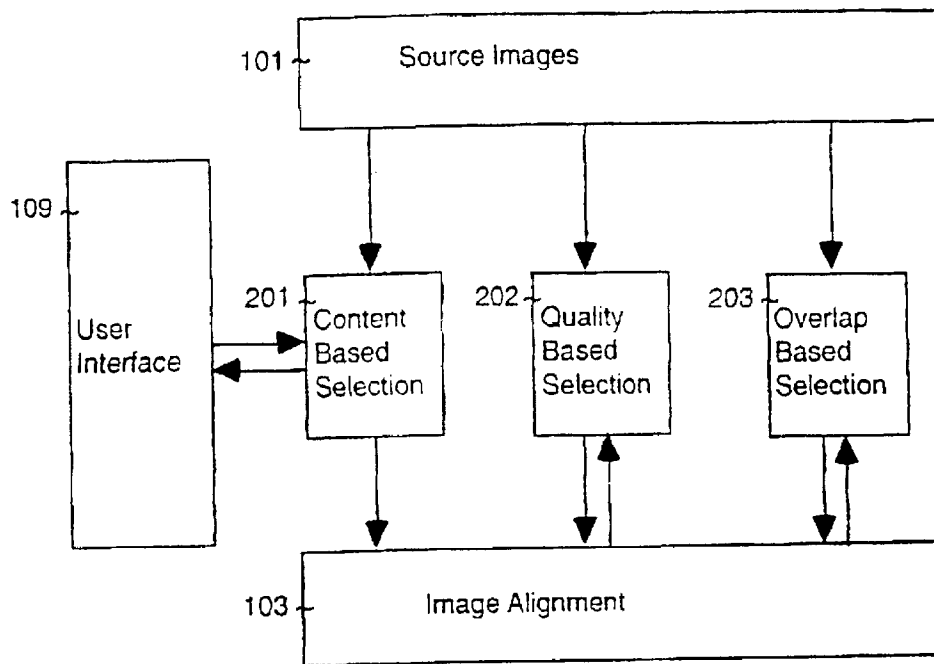 101
Source Images
109
User
Interface
201
Content
Based
Selection
202
Quality
Based
Selection
203
Overlap
Based
Selection
103
Image Alignment